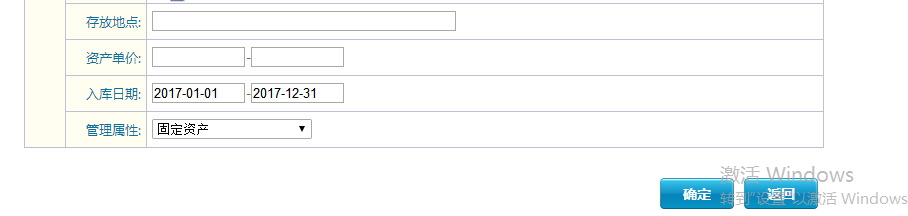 存放地点:
资产单价: -
入库日期: 2017-01-01 - 2017-12-31
管理属性: 固定资产
激活 Windows
确定 返回
转到"设置"以激活 Windows